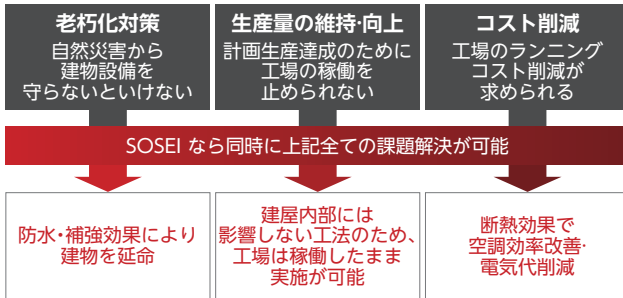 老朽化対策
自然災害から
建物設備を
守らないといけない
生産量の維持・向上
計画生産達成のために
工場の稼働を
止められない
コスト削減
工場のランニング
コスト削減が
求められる
SOSEI なら同時に上記全ての課題解決が可能
防水・補強効果により
建物を延命
建屋内部には
影響しない工法のため、
工場は稼働したまま
実施が可能
断熱効果で
空調効率改善・
電気代削減